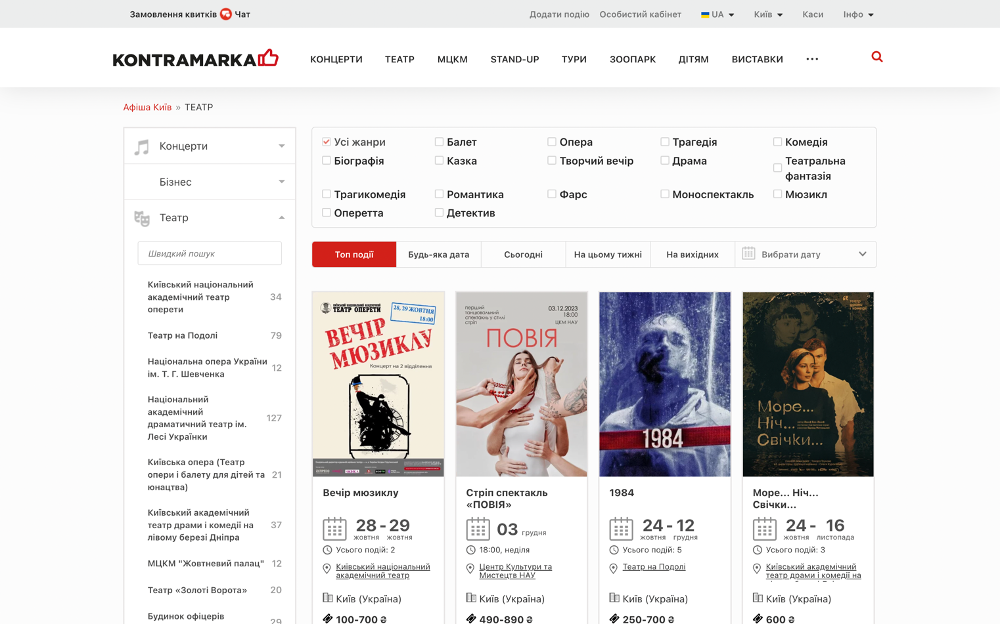 Замовлення квитків Чат
Додати подію
Особистий кабінет
UA
Київ
Каси
Інфо
KONTRAMARKA
КОНЦЕРТИ
ТЕАТР
МЦКМ
STAND-UP
ТУРИ
ЗООПАРК
ДІТЯМ
ВИСТАВКИ
Афіша Київ » ТЕАТР
Концерти
Бізнес
Театр
Швидкий пошук
Київський національний
академічний театр
оперети
34
Театр на Подолі
79
Національна опера України
ім. Т. Г. Шевченка
12
Національний
академічний
драматичний театр ім.
Лесі Українки
127
Київська опера (Театр
опери і балету для дітей та
юнацтва)
21
Київський академічний
театр драми і комедії на
лівому березі Дніпра
37
МЦКМ "Жовтневий палац"
12
Театр «Золоті Ворота»
20
Будинок офіцерів
29
Усі жанри
Балет
Опера
Трагедія
Комедія
Біографія
Казка
Творчий вечір
Драма
Театральна
фантазія
Трагикомедія
Романтика
Фарс
Моноспектакль
Мюзикл
Оперетта
Детектив
Топ події
Будь-яка дата
Сьогодні
На цьому тижні
На вихідних
Вибрати дату
КИЇВСЬКИЙ НАЦІОНАЛЬНИЙ АКАДЕМІЧНИЙ
ТЕАТР ОПЕРЕТИ
28, 29 ЖОВТНЯ
18:00
ВЕЧІР
МЮЗИКЛУ
Концерт на 2 відділення
Вечір мюзиклу
28 - 29
жовтня жовтня
Усього подій: 2
Київський національний
академічний театр
Київ (Україна)
100-700 ₴
перший
танцювальний
спектакль у стилі
стріп
03.12.2023
18:00
ЦКМ НАУ
ПОВІЯ
Стріп спектакль
«ПОВІЯ»
03 грудня
18:00, неділя
Центр Культури та
Мистецтв НАУ
Київ (Україна)
490-890 ₴
1984
1984
24 - 12
жовтня грудня
Усього подій: 5
Театр на Подолі
Київ (Україна)
250-700 ₴
театр
драми
комедії
Море...
Ніч...
Свічки...
Море... Ніч...
Свічки...
24 - 16
жовтня листопада
Усього подій: 3
Київський академічний
театр драми і комедії на
Київ (Україна)
600 ₴